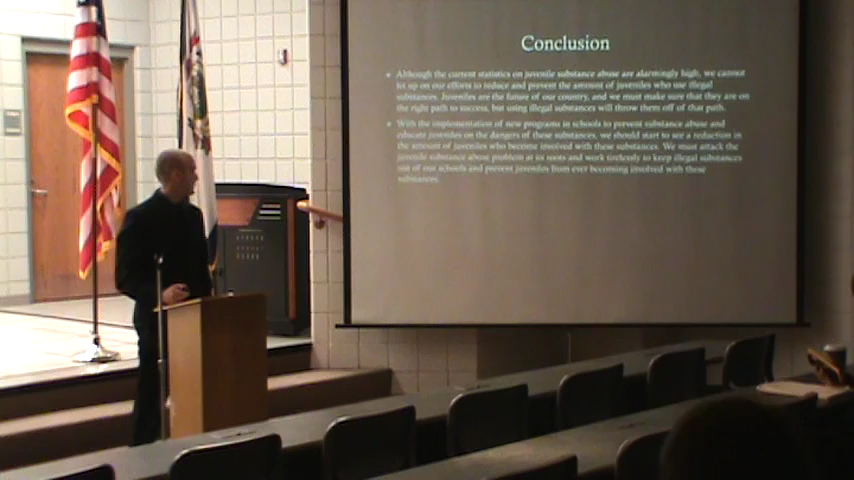 Conclusion
Although the current statistics on juvenile substance abuse are alarmingly high, we cannot
let up on our efforts to reduce and prevent the amount of juveniles who use illegal
substances. Juveniles are the future of our country, and we must make sure that they are on
the right path to success, but using illegal substances will throw them off of that path.
With the implementation of new programs in schools to prevent substance abuse and
educate juveniles on the dangers of these substances, we should start to see a reduction in
the amount of juveniles who become involved with these substances. We must attack the
juvenile substance abuse problem at its roots and work tirelessly to keep illegal substances
out of our schools and prevent juveniles from ever becoming involved with these
substances.